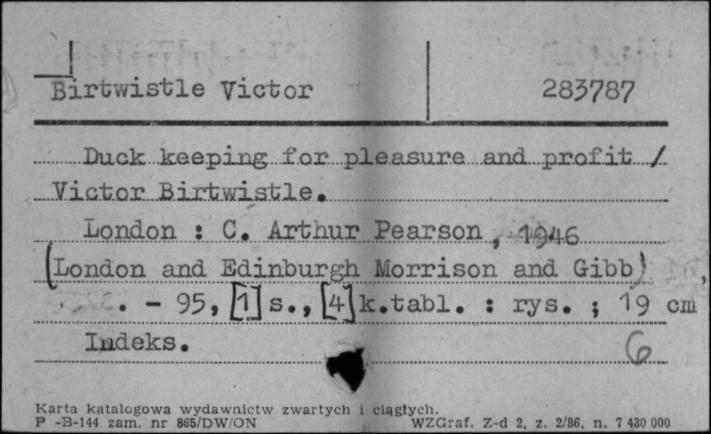 Birtwistle Victor 283787
Duck keeping for pleasure and profit /
Victor Birtwistle.
London : C. Arthur Pearson, 1946
(London and Edinburgh Morrison and Gibb)
. - 95, [1] s., [4] k.tabl. : rys. ; 19 cm
Indeks. 6
Karta katalogowa wydawnictw zwartych i ciągłych.
P -B-144 zam. nr 865/DW/ON WZGraf. Z-d 2, z. 2/86, n. 7 430 000